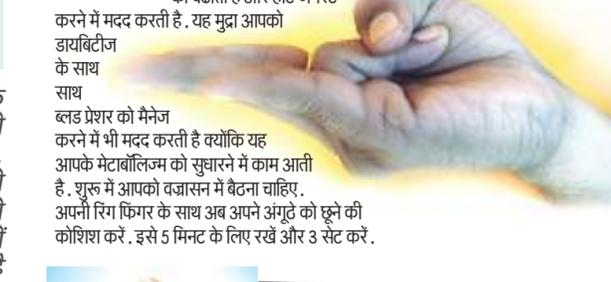 करने में मदद करती है. यह मुद्रा आपको
डायबिटीज
के साथ
साथ
ब्लड प्रेशर को मैनेज
करने में भी मदद करती है क्योंकि यह
आपके मेटाबॉलिज्म को सुधारने में काम आती
है. शुरू में आपको वज्रासन में बैठना चाहिए.
अपनी रिंग फिंगर के साथ अब अपने अंगूठे को छूने की
कोशिश करें. इसे 5 मिनट के लिए रखें और 3 सेट करें.